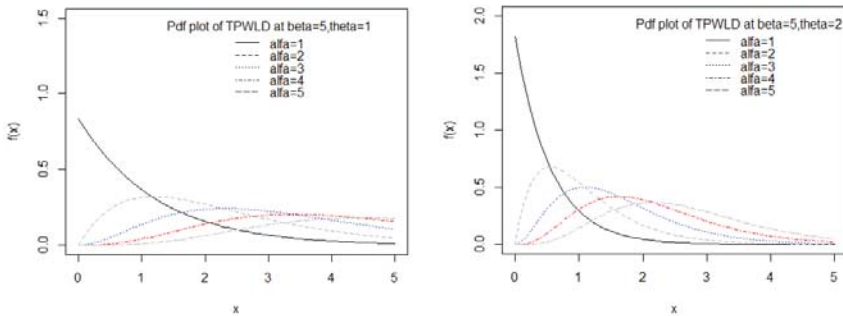 Pdf plot of TPWLD at beta=5,theta=1
alfa=1
alfa=2
alfa=3
alfa=4
alfa=5
f(x)
1.5
1.0
0.5
0.0
0 1 2 3 4 5
x
Pdf plot of TPWLD at beta=5,theta=2
alfa=1
alfa=2
alfa=3
alfa=4
alfa=5
f(x)
2.0
1.5
1.0
0.5
0.0
0 1 2 3 4 5
x